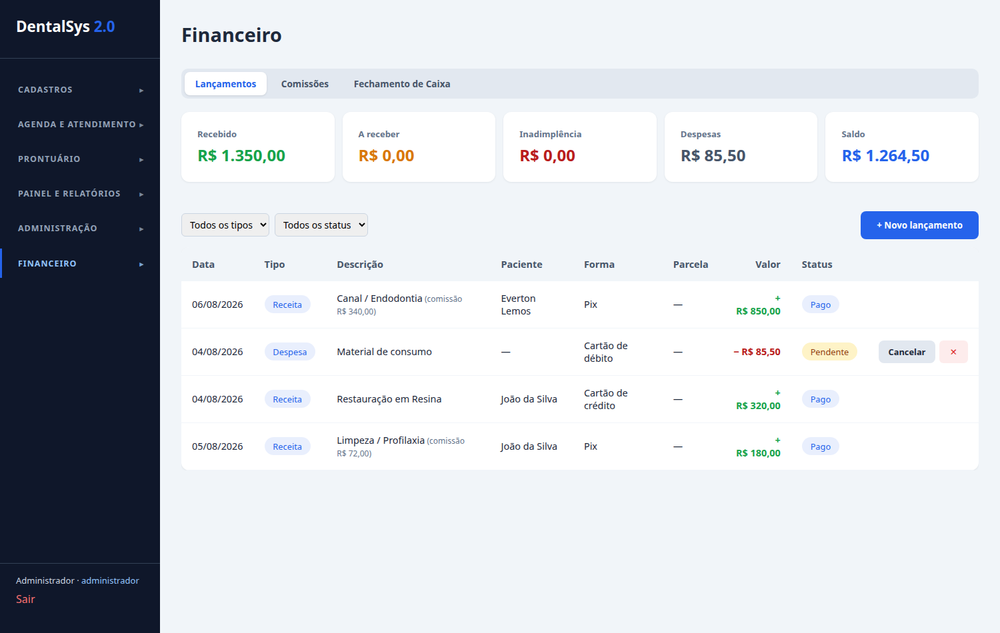 DentalSys 2.0
CADASTROS ▸
AGENDA E ATENDIMENTO ▸
PRONTUÁRIO ▸
PAINEL E RELATÓRIOS ▸
ADMINISTRAÇÃO ▸
FINANCEIRO ▸
Administrador · administrador
Sair
Financeiro
Lançamentos Comissões Fechamento de Caixa
Recebido
R$ 1.350,00
A receber
R$ 0,00
Inadimplência
R$ 0,00
Despesas
R$ 85,50
Saldo
R$ 1.264,50
Todos os tipos Todos os status + Novo lançamento
Data Tipo Descrição Paciente Forma Parcela Valor Status
06/08/2026 Receita Canal / Endodontia (comissão
R$ 340,00)
Everton
Lemos
Pix — +
R$ 850,00
Pago
04/08/2026 Despesa Material de consumo — Cartão de
débito
— − R$ 85,50 Pendente Cancelar ✕
04/08/2026 Receita Restauração em Resina João da Silva Cartão de
crédito
— +
R$ 320,00
Pago
05/08/2026 Receita Limpeza / Profilaxia (comissão
R$ 72,00)
João da Silva Pix — +
R$ 180,00
Pago